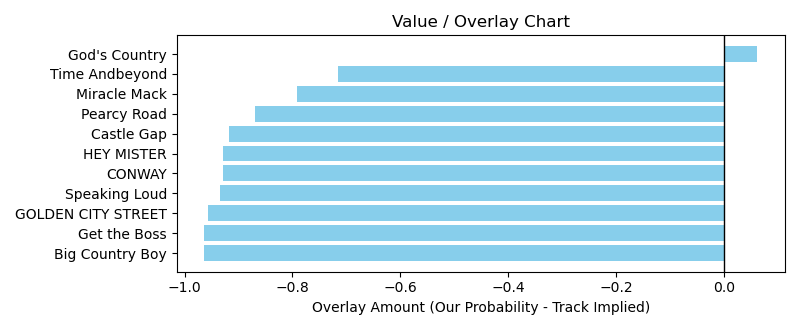 Value / Overlay Chart
God's Country
Time Andbeyond
Miracle Mack
Pearcy Road
Castle Gap
HEY MISTER
CONWAY
Speaking Loud
GOLDEN CITY STREET
Get the Boss
Big Country Boy
−1.0 −0.8 −0.6 −0.4 −0.2 0.0
Overlay Amount (Our Probability - Track Implied)